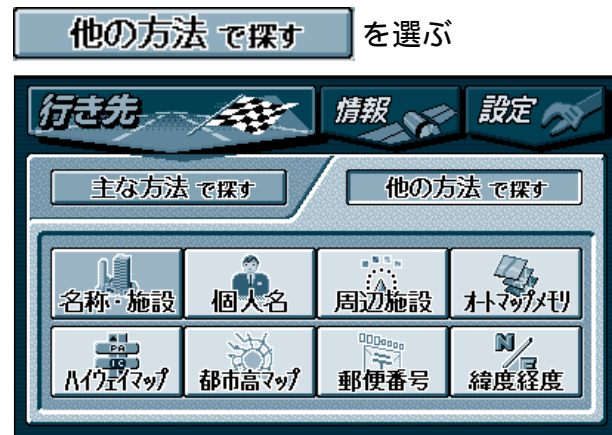 他の方法 で探す を選ぶ
行き先 情報 設定
主な方法 で探す 他の方法 で探す
名称・施設 個人名 周辺施設 オートマップメモリ
PA
IC
N
E
ハイウェイマップ 都市高マップ 郵便番号 緯度経度